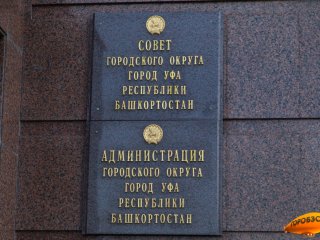 СОВЕТ
ГОРОДСКОГО ОКРУГА
ГОРОД УФА
РЕСПУБЛИКИ
БАШКОРТОСТАН
АДМИНИСТРАЦИЯ
ГОРОДСКОГО ОКРУГА
ГОРОД УФА
РЕСПУБЛИКИ
БАШКОРТОСТАН